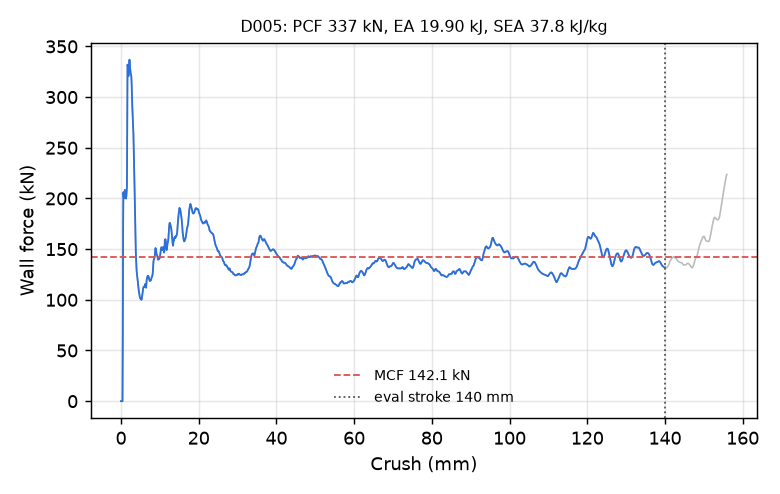 D005: PCF 337 kN, EA 19.90 kJ, SEA 37.8 kJ/kg
Wall force (kN)
350
300
250
200
150
100
50
0
MCF 142.1 kN
eval stroke 140 mm
0 20 40 60 80 100 120 140 160
Crush (mm)